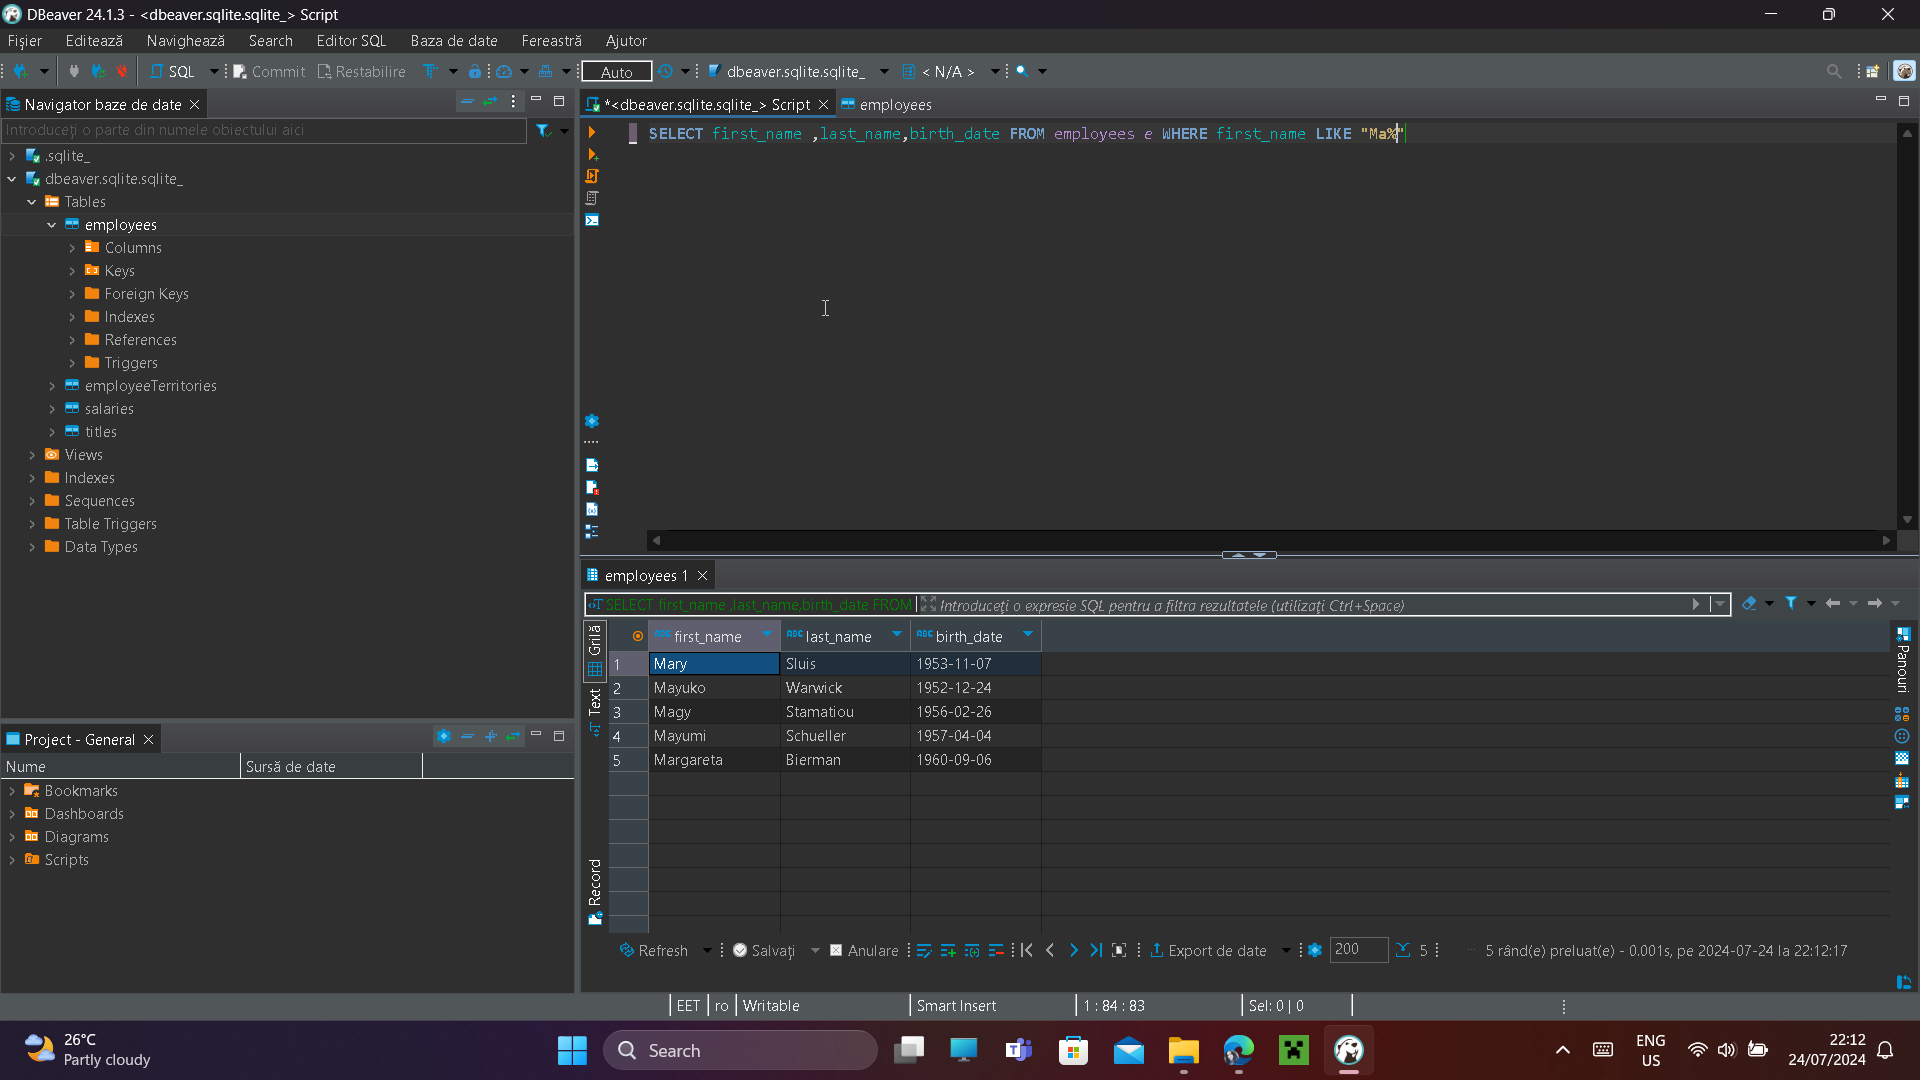 DBeaver 24.1.3 - <dbeaver.sqlite.sqlite_> Script
Fișier Editează Navighează Search Editor SQL Baza de date Fereastră Ajutor
SQL Commit Restabilire Auto dbeaver.sqlite.sqlite_ < N/A >
Navigator baze de date
Introduceți o parte din numele obiectului aici
.sqlite_
dbeaver.sqlite.sqlite_
Tables
employees
Columns
Keys
Foreign Keys
Indexes
References
Triggers
employeeTerritories
salaries
titles
Views
Indexes
Sequences
Table Triggers
Data Types
Project - General
Nume Sursă de date
Bookmarks
Dashboards
Diagrams
Scripts
*<dbeaver.sqlite.sqlite_> Script employees
SELECT first_name ,last_name,birth_date FROM employees e WHERE first_name LIKE "Ma%"
employees 1
SELECT first_name ,last_name,birth_date FROM Introduceți o expresie SQL pentru a filtra rezultatele (utilizați Ctrl+Space)
Grilă
Text
Record
Panouri
ABC first_name ABC last_name ABC birth_date
1 Mary Sluis 1953-11-07
2 Mayuko Warwick 1952-12-24
3 Magy Stamatiou 1956-02-26
4 Mayumi Schueller 1957-04-04
5 Margareta Bierman 1960-09-06
Refresh Salvați Anulare Export de date 200 5 5 rând(e) preluat(e) - 0.001s, pe 2024-07-24 la 22:12:17
EET ro Writable Smart Insert 1 : 84 : 83 Sel: 0 | 0
26°C
Partly cloudy
Search
ENG
US
22:12
24/07/2024